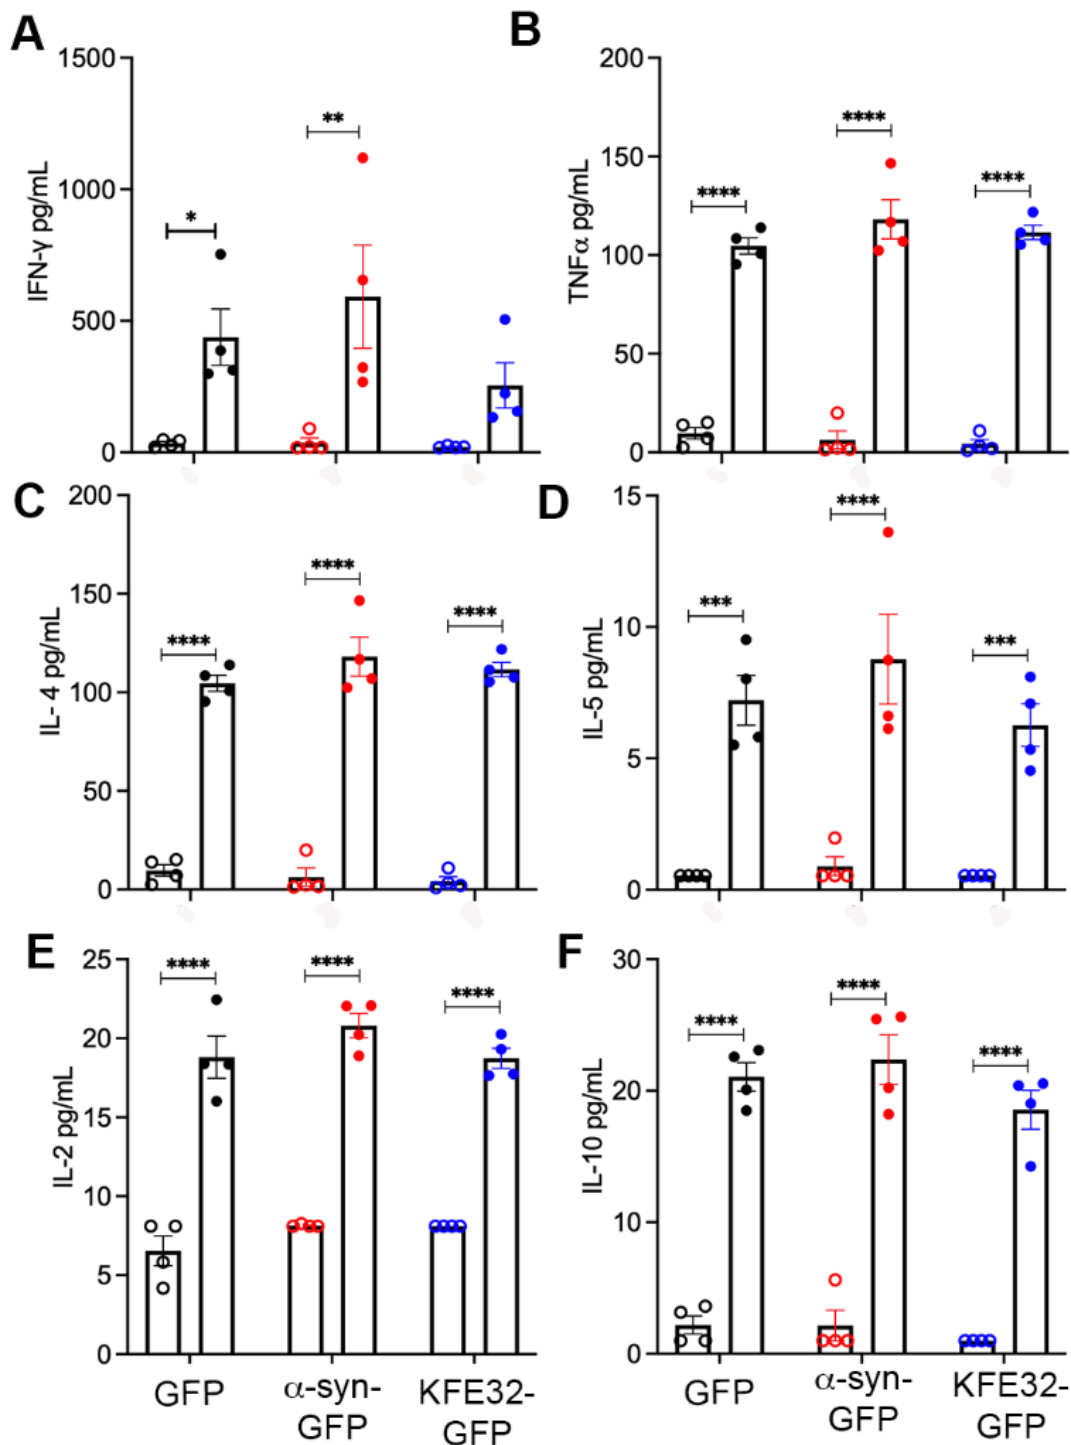 A
B
1500
1000
500
0
IFN-γ pg/mL
*
**
200
150
100
50
0
TNFα pg/mL
****
****
****
C
D
200
150
100
50
0
IL- 4 pg/mL
****
****
****
15
10
5
0
IL-5 pg/mL
***
****
***
E
F
25
20
15
10
5
0
IL-2 pg/mL
****
****
****
30
20
10
0
IL-10 pg/mL
****
****
****
GFP
α-syn-
GFP
KFE32-
GFP
GFP
α-syn-
GFP
KFE32-
GFP